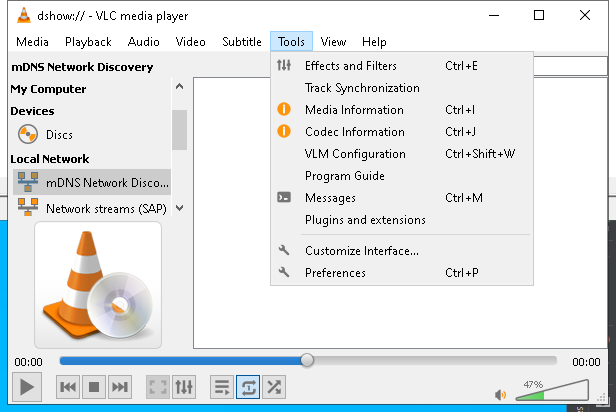 dshow:// - VLC media player
Media Playback Audio Video Subtitle Tools View Help
mDNS Network Discovery
My Computer
Devices
Discs
Local Network
mDNS Network Disco...
Network streams (SAP)
Effects and Filters Ctrl+E
Track Synchronization
Media Information Ctrl+I
Codec Information Ctrl+J
VLM Configuration Ctrl+Shift+W
Program Guide
Messages Ctrl+M
Plugins and extensions
Customize Interface...
Preferences Ctrl+P
00:00 00:00
47%